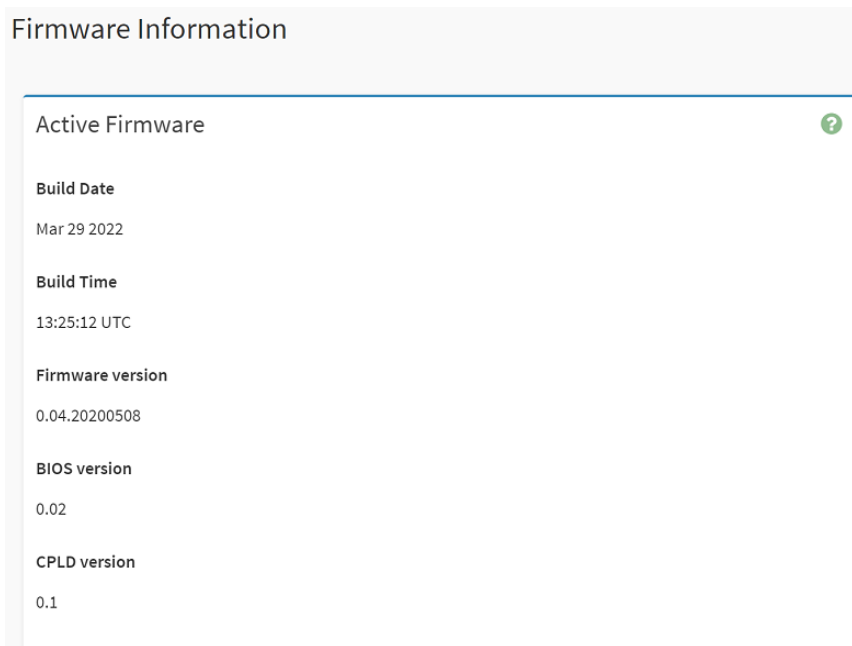 Firmware Information
Active Firmware
?
Build Date
Mar 29 2022
Build Time
13:25:12 UTC
Firmware version
0.04.20200508
BIOS version
0.02
CPLD version
0.1